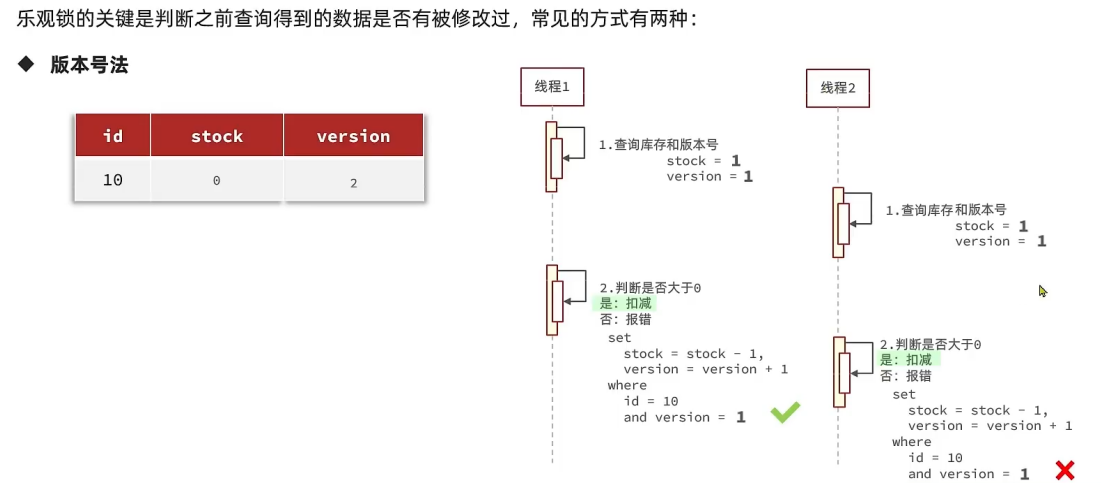 乐观锁的关键是判断之前查询得到的数据是否有被修改过，常见的方式有两种：
◆ 版本号法
id stock version
10 0 2
线程1
1.查询库存和版本号
stock = 1
version = 1
2.判断是否大于0
是：扣减
否：报错
set
stock = stock - 1,
version = version + 1
where
id = 10
and version = 1
线程2
1.查询库存和版本号
stock = 1
version = 1
2.判断是否大于0
是：扣减
否：报错
set
stock = stock - 1,
version = version + 1
where
id = 10
and version = 1